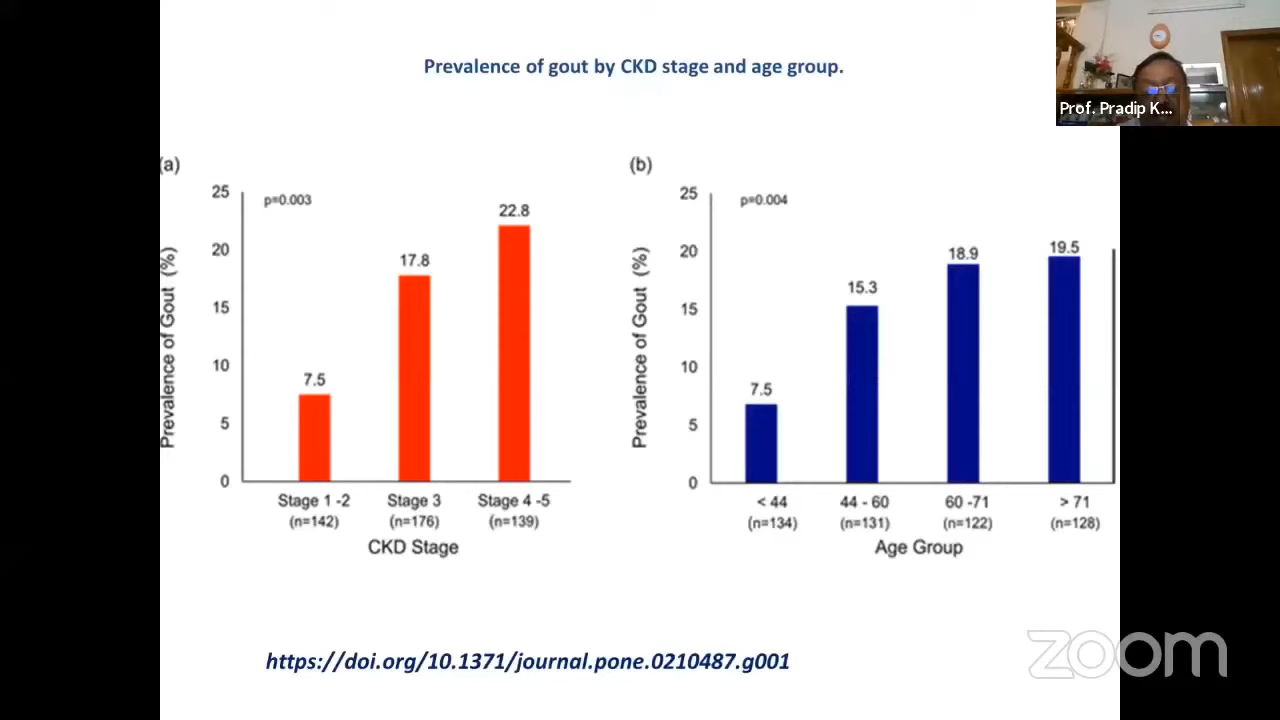 Prevalence of gout by CKD stage and age group.
Prof. Pradip K...
(a)
p=0.003
Prevalence of Gout (%)
25
20
15
10
5
0
7.5
17.8
22.8
Stage 1 -2
(n=142)
Stage 3
(n=176)
Stage 4 -5
(n=139)
CKD Stage
(b)
p=0.004
Prevalence of Gout (%)
25
20
15
10
5
0
7.5
15.3
18.9
19.5
< 44
(n=134)
44 - 60
(n=131)
60 -71
(n=122)
> 71
(n=128)
Age Group
https://doi.org/10.1371/journal.pone.0210487.g001
zoom